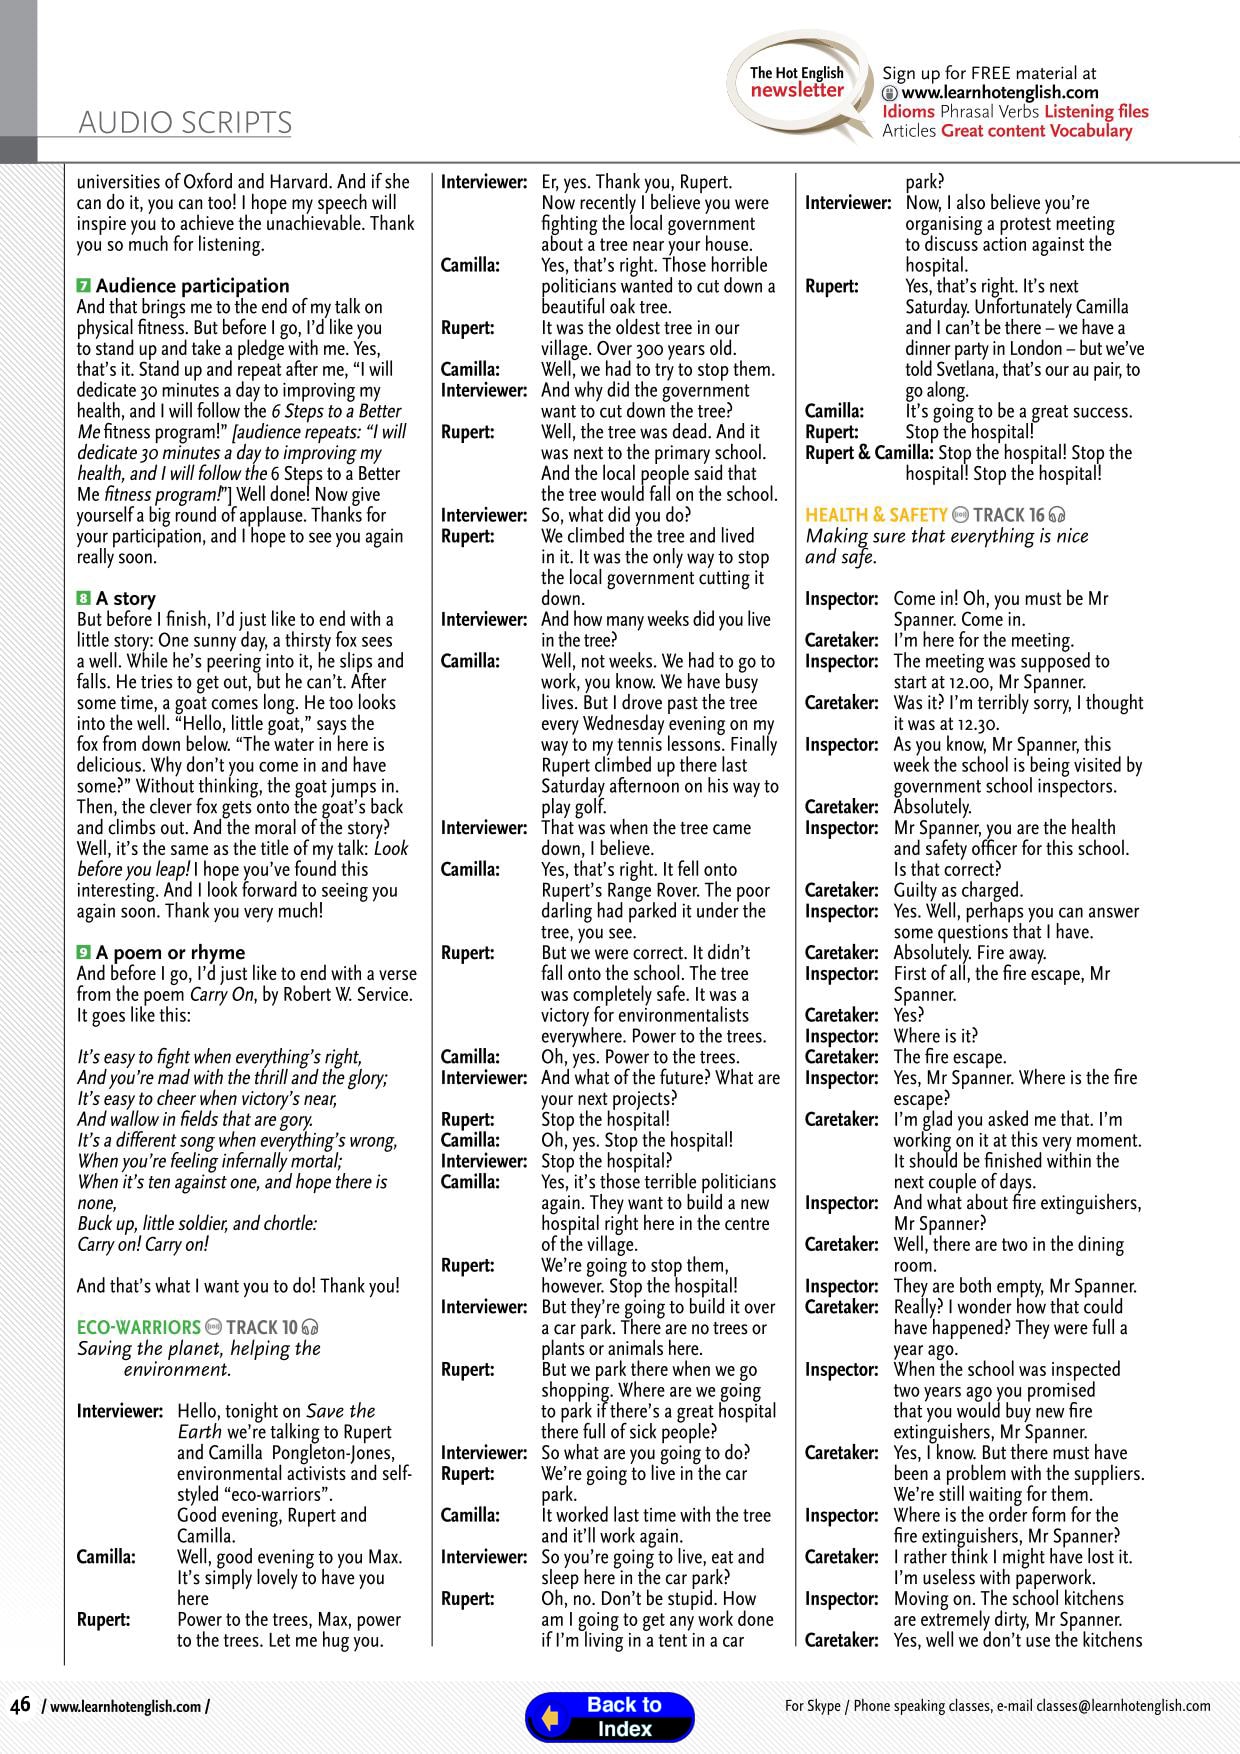 The Hot English
newsletter
Sign up for FREE material at
www.learnhotenglish.com
Idioms Phrasal Verbs Listening files
Articles Great content Vocabulary
AUDIO SCRIPTS
universities of Oxford and Harvard. And if she
can do it, you can too! I hope my speech will
inspire you to achieve the unachievable. Thank
you so much for listening.
7 Audience participation
And that brings me to the end of my talk on
physical fitness. But before I go, I'd like you
to stand up and take a pledge with me. Yes,
that's it. Stand up and repeat after me, “I will
dedicate 30 minutes a day to improving my
health, and I will follow the 6 Steps to a Better
Me fitness program!” [audience repeats: “I will
dedicate 30 minutes a day to improving my
health, and I will follow the 6 Steps to a Better
Me fitness program!”] Well done! Now give
yourself a big round of applause. Thanks for
your participation, and I hope to see you again
really soon.
8 A story
But before I finish, I'd just like to end with a
little story: One sunny day, a thirsty fox sees
a well. While he's peering into it, he slips and
falls. He tries to get out, but he can't. After
some time, a goat comes long. He too looks
into the well. “Hello, little goat,” says the
fox from down below. “The water in here is
delicious. Why don't you come in and have
some?” Without thinking, the goat jumps in.
Then, the clever fox gets onto the goat's back
and climbs out. And the moral of the story?
Well, it's the same as the title of my talk: Look
before you leap! I hope you've found this
interesting. And I look forward to seeing you
again soon. Thank you very much!
9 A poem or rhyme
And before I go, I'd just like to end with a verse
from the poem Carry On, by Robert W. Service.
It goes like this:
It's easy to fight when everything's right,
And you're mad with the thrill and the glory;
It's easy to cheer when victory's near,
And wallow in fields that are gory.
It's a different song when everything's wrong,
When you're feeling infernally mortal;
When it's ten against one, and hope there is
none,
Buck up, little soldier, and chortle:
Carry on! Carry on!
And that's what I want you to do! Thank you!
ECO-WARRIORS TRACK 10
Saving the planet, helping the
environment.
Interviewer: Hello, tonight on Save the
Earth we're talking to Rupert
and Camilla Pongleton-Jones,
environmental activists and self-
styled “eco-warriors”.
Good evening, Rupert and
Camilla.
Camilla: Well, good evening to you Max.
It's simply lovely to have you
here
Rupert: Power to the trees, Max, power
to the trees. Let me hug you.
Interviewer: Er, yes. Thank you, Rupert.
Now recently I believe you were
fighting the local government
about a tree near your house.
Camilla: Yes, that's right. Those horrible
politicians wanted to cut down a
beautiful oak tree.
Rupert: It was the oldest tree in our
village. Over 300 years old.
Camilla: Well, we had to try to stop them.
Interviewer: And why did the government
want to cut down the tree?
Rupert: Well, the tree was dead. And it
was next to the primary school.
And the local people said that
the tree would fall on the school.
Interviewer: So, what did you do?
Rupert: We climbed the tree and lived
in it. It was the only way to stop
the local government cutting it
down.
Interviewer: And how many weeks did you live
in the tree?
Camilla: Well, not weeks. We had to go to
work, you know. We have busy
lives. But I drove past the tree
every Wednesday evening on my
way to my tennis lessons. Finally
Rupert climbed up there last
Saturday afternoon on his way to
play golf.
Interviewer: That was when the tree came
down, I believe.
Camilla: Yes, that's right. It fell onto
Rupert's Range Rover. The poor
darling had parked it under the
tree, you see.
Rupert: But we were correct. It didn't
fall onto the school. The tree
was completely safe. It was a
victory for environmentalists
everywhere. Power to the trees.
Camilla: Oh, yes. Power to the trees.
Interviewer: And what of the future? What are
your next projects?
Rupert: Stop the hospital!
Camilla: Oh, yes. Stop the hospital!
Interviewer: Stop the hospital?
Camilla: Yes, it's those terrible politicians
again. They want to build a new
hospital right here in the centre
of the village.
Rupert: We're going to stop them,
however. Stop the hospital!
Interviewer: But they're going to build it over
a car park. There are no trees or
plants or animals here.
Rupert: But we park there when we go
shopping. Where are we going
to park if there's a great hospital
there full of sick people?
Interviewer: So what are you going to do?
Rupert: We're going to live in the car
park.
Camilla: It worked last time with the tree
and it'll work again.
Interviewer: So you're going to live, eat and
sleep here in the car park?
Rupert: Oh, no. Don't be stupid. How
am I going to get any work done
if I'm living in a tent in a car
park?
Interviewer: Now, I also believe you're
organising a protest meeting
to discuss action against the
hospital.
Rupert: Yes, that's right. It's next
Saturday. Unfortunately Camilla
and I can't be there – we have a
dinner party in London – but we've
told Svetlana, that's our au pair, to
go along.
Camilla: It's going to be a great success.
Rupert: Stop the hospital!
Rupert & Camilla: Stop the hospital! Stop the
hospital! Stop the hospital!
HEALTH & SAFETY TRACK 16
Making sure that everything is nice
and safe.
Inspector: Come in! Oh, you must be Mr
Spanner. Come in.
Caretaker: I'm here for the meeting.
Inspector: The meeting was supposed to
start at 12.00, Mr Spanner.
Caretaker: Was it? I'm terribly sorry, I thought
it was at 12.30.
Inspector: As you know, Mr Spanner, this
week the school is being visited by
government school inspectors.
Caretaker: Absolutely.
Inspector: Mr Spanner, you are the health
and safety officer for this school.
Is that correct?
Caretaker: Guilty as charged.
Inspector: Yes. Well, perhaps you can answer
some questions that I have.
Caretaker: Absolutely. Fire away.
Inspector: First of all, the fire escape, Mr
Spanner.
Caretaker: Yes?
Inspector: Where is it?
Caretaker: The fire escape.
Inspector: Yes, Mr Spanner. Where is the fire
escape?
Caretaker: I'm glad you asked me that. I'm
working on it at this very moment.
It should be finished within the
next couple of days.
Inspector: And what about fire extinguishers,
Mr Spanner?
Caretaker: Well, there are two in the dining
room.
Inspector: They are both empty, Mr Spanner.
Caretaker: Really? I wonder how that could
have happened? They were full a
year ago.
Inspector: When the school was inspected
two years ago you promised
that you would buy new fire
extinguishers, Mr Spanner.
Caretaker: Yes, I know. But there must have
been a problem with the suppliers.
We're still waiting for them.
Inspector: Where is the order form for the
fire extinguishers, Mr Spanner?
Caretaker: I rather think I might have lost it.
I'm useless with paperwork.
Inspector: Moving on. The school kitchens
are extremely dirty, Mr Spanner.
Caretaker: Yes, well we don't use the kitchens
46 / www.learnhotenglish.com /
Back to
Index
For Skype / Phone speaking classes, e-mail classes@learnhotenglish.com